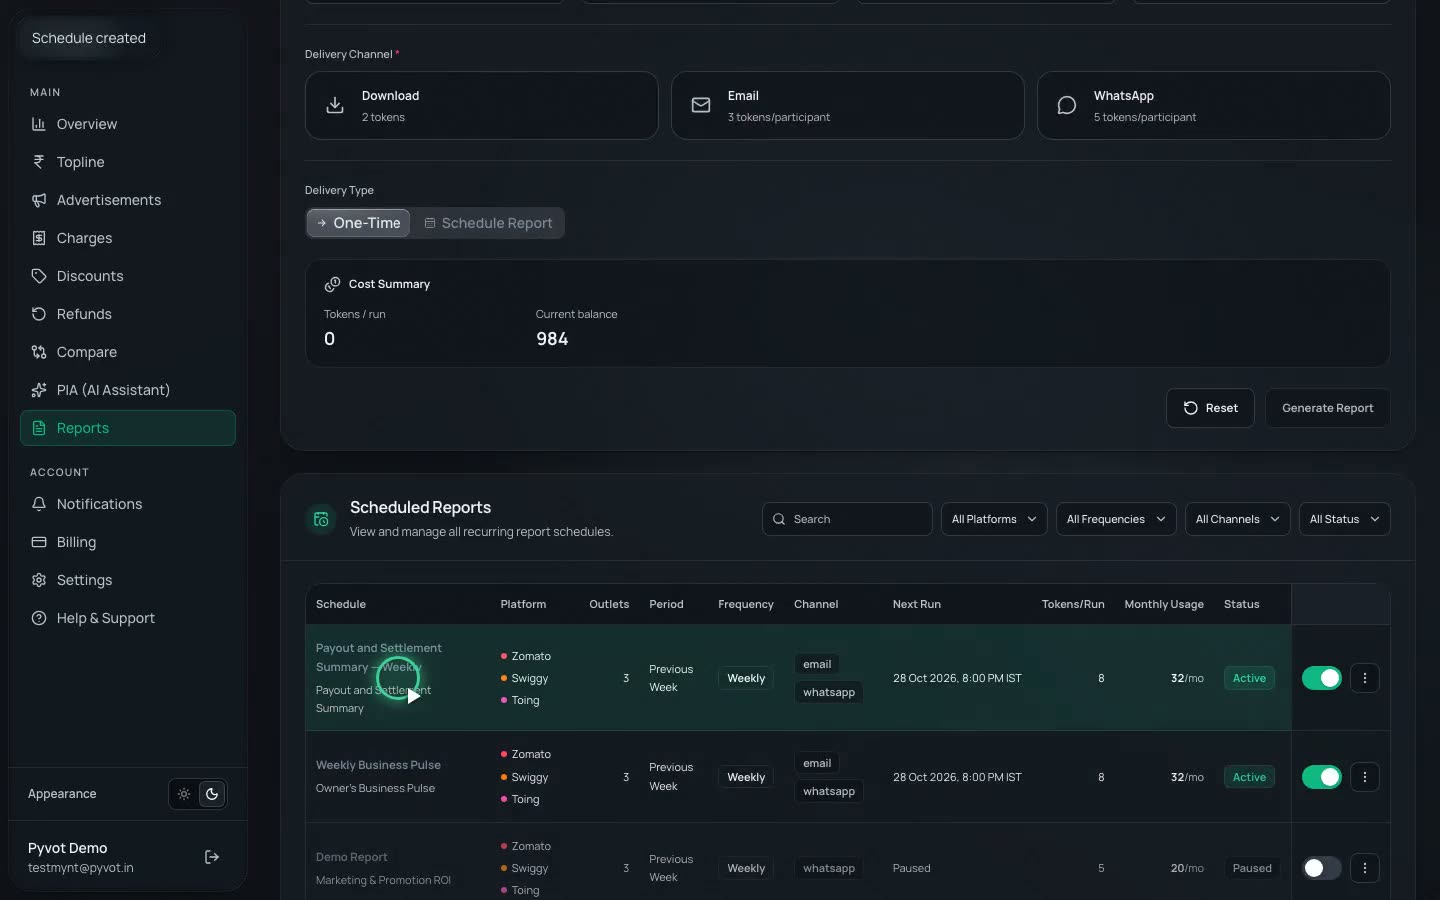 Schedule created
MAIN
Overview
Topline
Advertisements
Charges
Discounts
Refunds
Compare
PIA (AI Assistant)
Reports
ACCOUNT
Notifications
Billing
Settings
Help & Support
Appearance
Pyvot Demo
testmynt@pyvot.in
Delivery Channel *
Download
2 tokens
Email
3 tokens/participant
WhatsApp
5 tokens/participant
Delivery Type
One-Time
Schedule Report
Cost Summary
Tokens / run
0
Current balance
984
Reset
Generate Report
Scheduled Reports
View and manage all recurring report schedules.
Search
All Platforms
All Frequencies
All Channels
All Status
Schedule Platform Outlets Period Frequency Channel Next Run Tokens/Run Monthly Usage Status
Payout and Settlement
Summary — Weekly
Payout and Settlement
Summary
Zomato
Swiggy
Toing
3
Previous
Week
Weekly
email
whatsapp
28 Oct 2026, 8:00 PM IST
8
32/mo
Active
Weekly Business Pulse
Owner's Business Pulse
Zomato
Swiggy
Toing
3
Previous
Week
Weekly
email
whatsapp
28 Oct 2026, 8:00 PM IST
8
32/mo
Active
Demo Report
Marketing & Promotion ROI
Zomato
Swiggy
Toing
3
Previous
Week
Weekly
whatsapp
Paused
5
20/mo
Paused